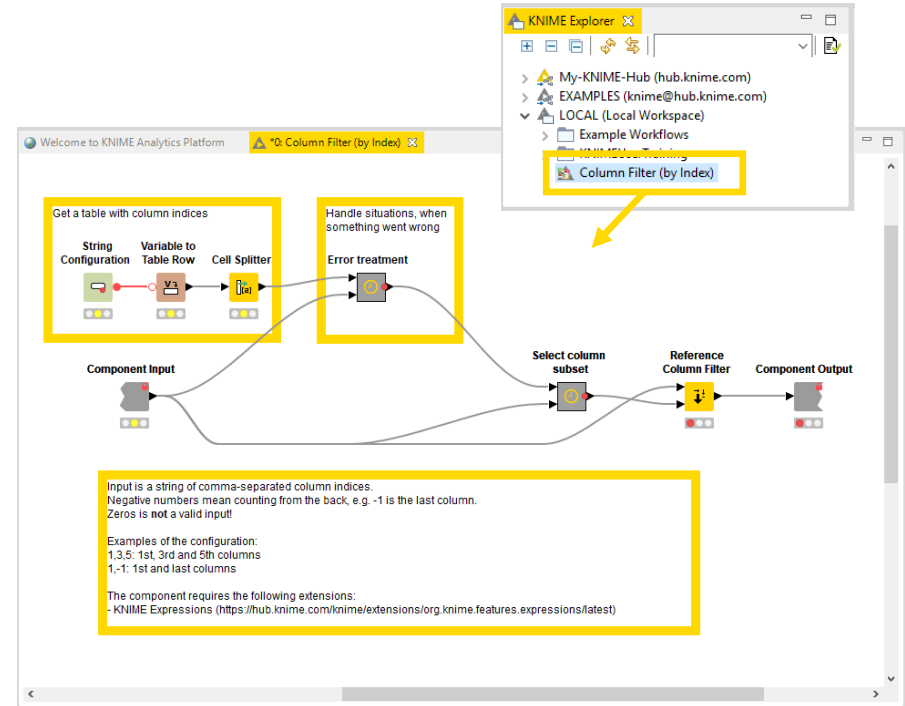 KNIME Explorer
My-KNIME-Hub (hub.knime.com)
EXAMPLES (knime@hub.knime.com)
LOCAL (Local Workspace)
Example Workflows
Column Filter (by Index)
Welcome to KNIME Analytics Platform
*0: Column Filter (by Index)
Get a table with column indices
Handle situations, when
something went wrong
String
Configuration
Variable to
Table Row
Cell Splitter
Error treatment
Component Input
Select column
subset
Reference
Column Filter
Component Output
Input is a string of comma-separated column indices.
Negative numbers mean counting from the back, e.g. -1 is the last column.
Zeros is not a valid input!
Examples of the configuration:
1,3,5: 1st, 3rd and 5th columns
1,-1: 1st and last columns
The component requires the following extensions:
- KNIME Expressions (https://hub.knime.com/knime/extensions/org.knime.features.expressions/latest)